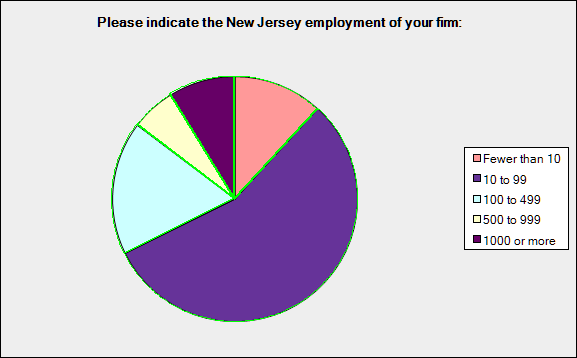 Please indicate the New Jersey employment of your firm:
Fewer than 10
10 to 99
100 to 499
500 to 999
1000 or more